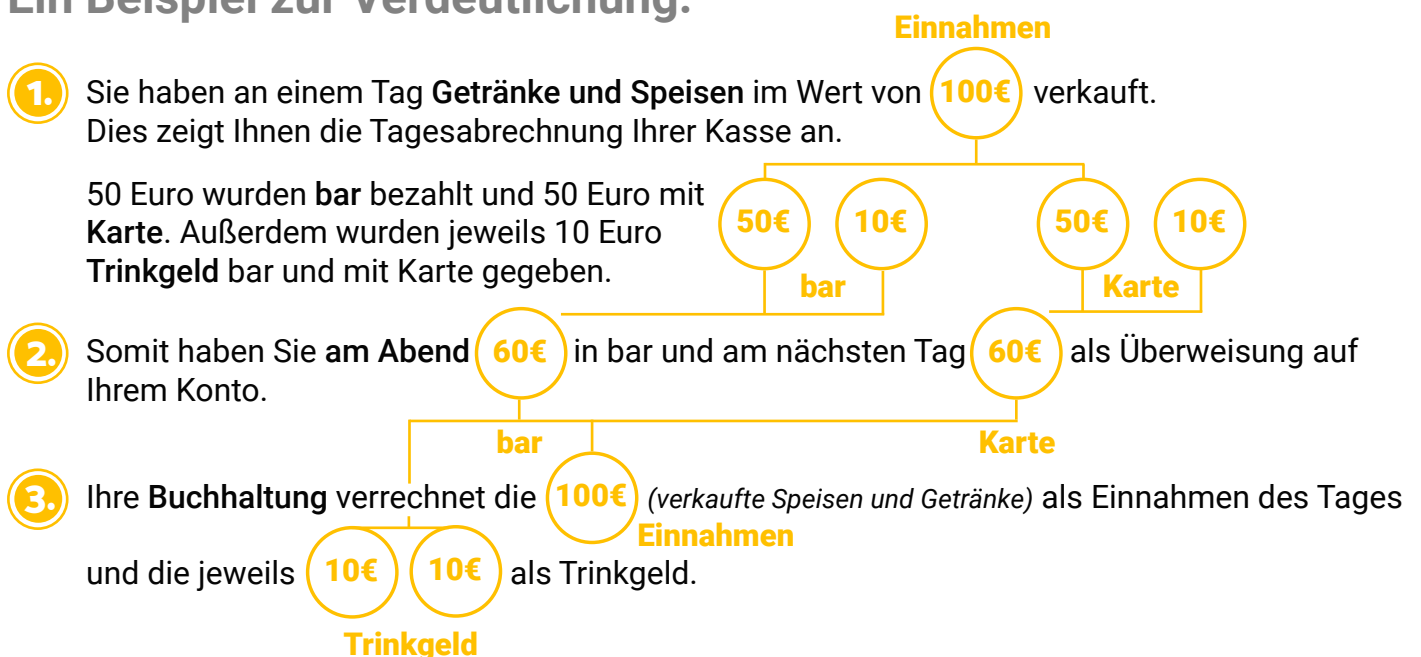 Ein Beispiel zur Verdeutlichung:
Einnahmen
1. Sie haben an einem Tag Getränke und Speisen im Wert von 100€ verkauft.
Dies zeigt Ihnen die Tagesabrechnung Ihrer Kasse an.
50 Euro wurden bar bezahlt und 50 Euro mit
Karte. Außerdem wurden jeweils 10 Euro
Trinkgeld bar und mit Karte gegeben.
50€ 10€ 50€ 10€
bar Karte
2. Somit haben Sie am Abend 60€ in bar und am nächsten Tag 60€ als Überweisung auf
Ihrem Konto.
bar Karte
3. Ihre Buchhaltung verrechnet die 100€ (verkaufte Speisen und Getränke) als Einnahmen des Tages
Einnahmen
und die jeweils 10€ 10€ als Trinkgeld.
Trinkgeld